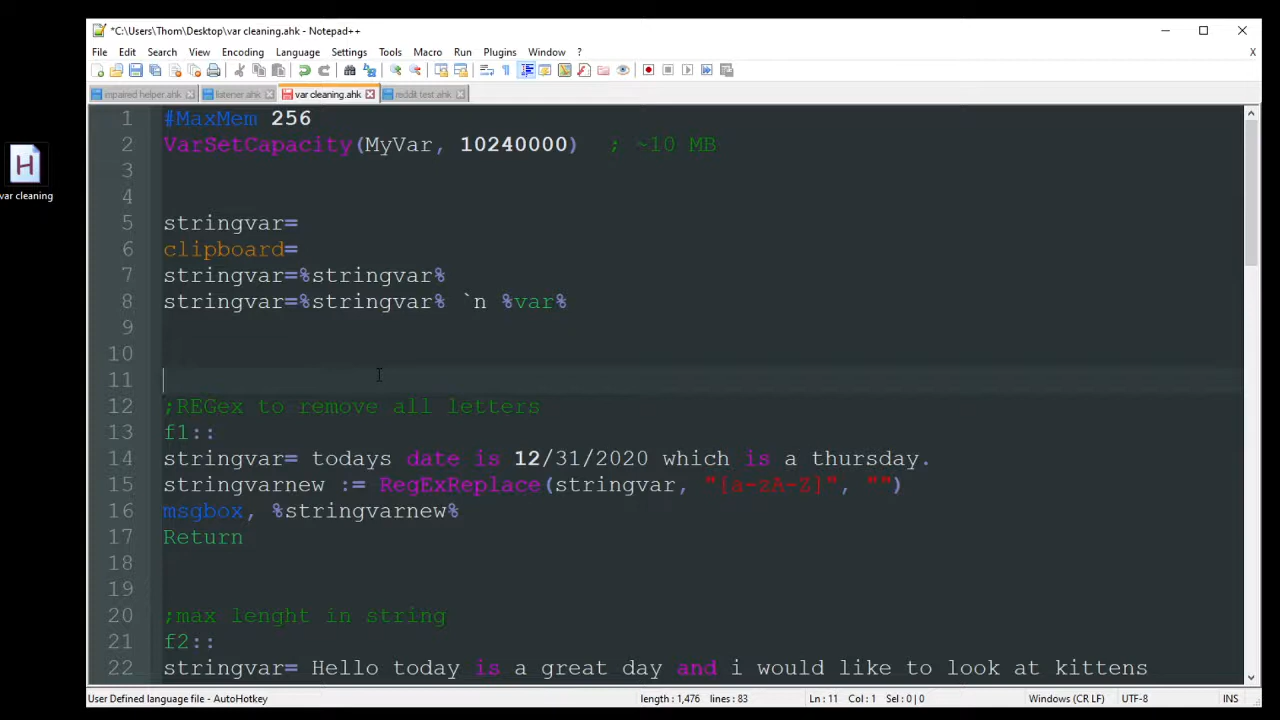 *C:\Users\Thom\Desktop\var cleaning.ahk - Notepad++
File Edit Search View Encoding Language Settings Tools Macro Run Plugins Window ? X
mpaired helper.ahk listener.ahk var cleaning.ahk reddit test.ahk
1 #MaxMem 256
2 VarSetCapacity(MyVar, 10240000) ; ~10 MB
3
4
5 stringvar=
6 clipboard=
7 stringvar=%stringvar%
8 stringvar=%stringvar% `n %var%
9
10
11
12 ;REGex to remove all letters
13 f1::
14 stringvar= todays date is 12/31/2020 which is a thursday.
15 stringvarnew := RegExReplace(stringvar, "[a-zA-Z]", "")
16 msgbox, %stringvarnew%
17 Return
18
19
20 ;max lenght in string
21 f2::
22 stringvar= Hello today is a great day and i would like to look at kittens
H
var cleaning
User Defined language file - AutoHotkey length : 1,476 lines : 83 Ln : 11 Col : 1 Sel : 0 | 0 Windows (CR LF) UTF-8 INS